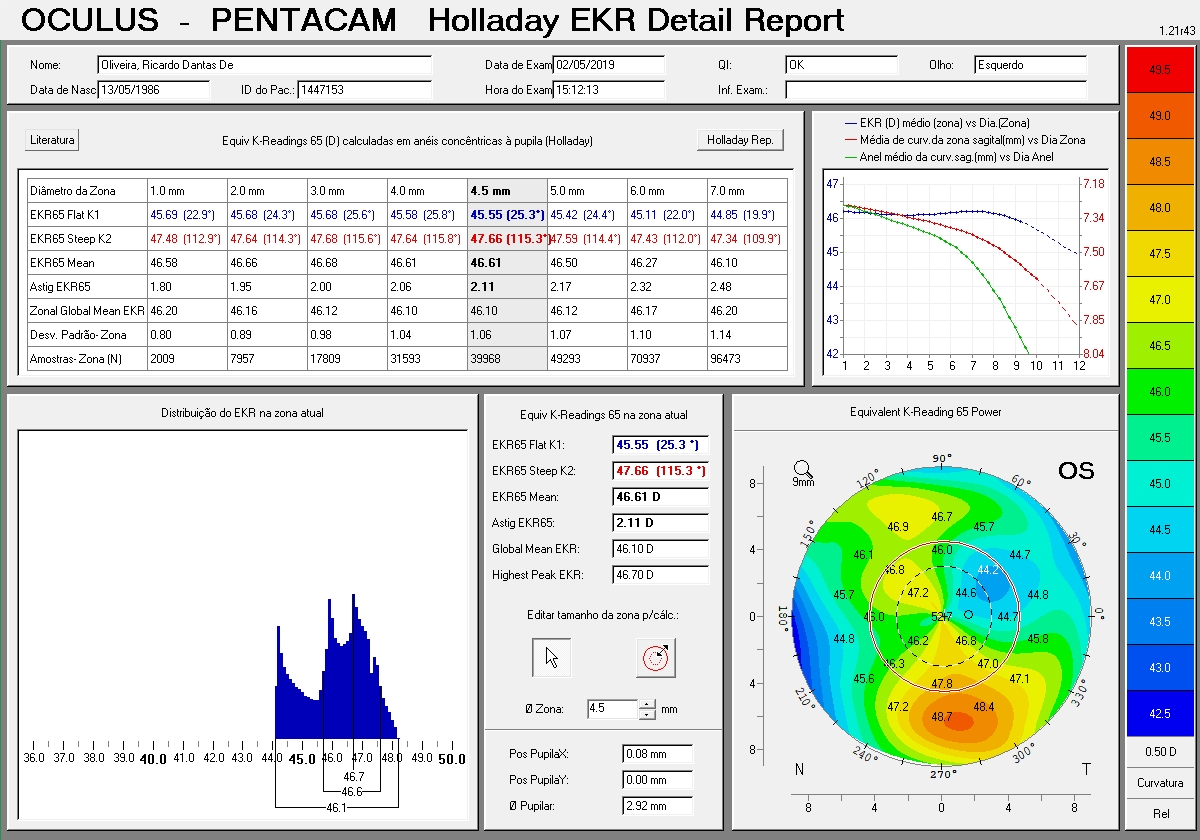 OCULUS - PENTACAM Holladay EKR Detail Report
1.21r43
Nome: Oliveira, Ricardo Dantas De Data de Exam 02/05/2019 QI: OK Olho: Esquerdo
Data de Nasc 13/05/1986 ID do Pac.: 1447153 Hora do Exam 15:12:13 Inf. Exam.:
Literatura Equiv K-Readings 65 (D) calculadas em anéis concêntricas à pupila (Holladay) Holladay Rep.
Diâmetro da Zona 1.0 mm 2.0 mm 3.0 mm 4.0 mm 4.5 mm 5.0 mm 6.0 mm 7.0 mm
EKR65 Flat K1 45.69 (22.9°) 45.68 (24.3°) 45.68 (25.6°) 45.58 (25.8°) 45.55 (25.3°) 45.42 (24.4°) 45.11 (22.0°) 44.85 (19.9°)
EKR65 Steep K2 47.48 (112.9°) 47.64 (114.3°) 47.68 (115.6°) 47.64 (115.8°) 47.66 (115.3°) 47.59 (114.4°) 47.43 (112.0°) 47.34 (109.9°)
EKR65 Mean 46.58 46.66 46.68 46.61 46.61 46.50 46.27 46.10
Astig EKR65 1.80 1.95 2.00 2.06 2.11 2.17 2.32 2.48
Zonal Global Mean EKR 46.20 46.16 46.12 46.10 46.10 46.12 46.17 46.20
Desv. Padrão- Zona 0.80 0.89 0.98 1.04 1.06 1.07 1.10 1.14
Amostras- Zona (N) 2009 7957 17809 31593 39968 49293 70937 96473
EKR (D) médio (zona) vs Dia.(Zona)
Média de curv.da zona sagital(mm) vs Dia Zona
Anel médio da curv.sag.(mm) vs Dia Anel
47 7.18
46 7.34
45 7.50
44 7.67
43 7.85
42 8.04
1 2 3 4 5 6 7 8 9 10 11 12
Distribuição do EKR na zona atual
36.0 37.0 38.0 39.0 40.0 41.0 42.0 43.0 44.0 45.0 46.0 47.0 48.0 49.0 50.0
46.7
46.6
46.1
Equiv K-Readings 65 na zona atual
EKR65 Flat K1: 45.55 (25.3 °)
EKR65 Steep K2: 47.66 (115.3 °)
EKR65 Mean: 46.61 D
Astig EKR65: 2.11 D
Global Mean EKR: 46.10 D
Highest Peak EKR: 46.70 D
Editar tamanho da zona p/cálc.:
Ø Zona: 4.5 mm
Pos PupilaX: 0.08 mm
Pos PupilaY: 0.00 mm
Ø Pupilar: 2.92 mm
Equivalent K-Reading 65 Power
9mm OS
90°
120° 60°
150° 30°
180° 0°
210° 330°
240° 300°
270°
46.7
46.9 45.7
46.1 46.0 44.7
46.8 44.2
45.7 47.2 44.6 44.8
46.0 52.7 44.7
44.8 46.2 46.8 45.8
46.3 47.0
45.6 47.8 47.1
47.2 48.4
48.7
8
4
0
4
8
N T
8 4 0 4 8
49.5
49.0
48.5
48.0
47.5
47.0
46.5
46.0
45.5
45.0
44.5
44.0
43.5
43.0
42.5
0.50 D
Curvatura
Rel